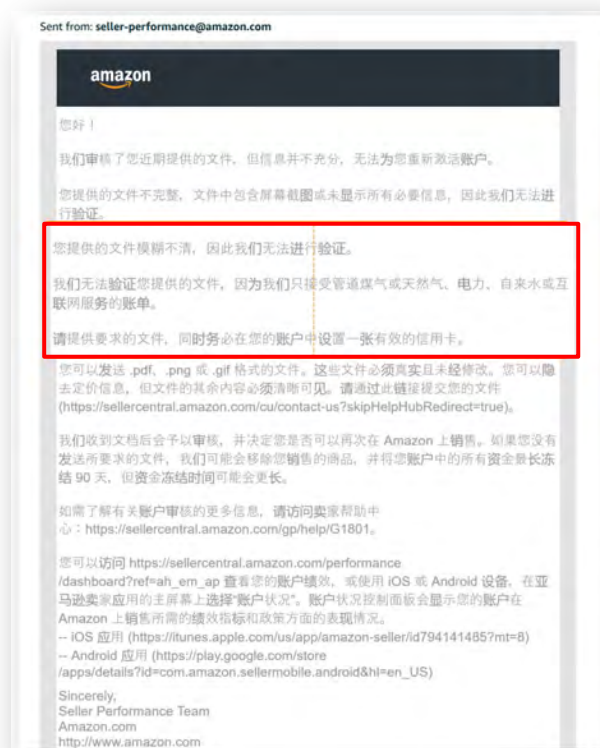 Sent from: seller-performance@amazon.com
amazon
您好！
我们审核了您近期提供的文件，但信息并不充分，无法为您重新激活账户。
您提供的文件不完整，文件中包含屏幕截图或未显示所有必要信息，因此我们无法进
行验证。
您提供的文件模糊不清，因此我们无法进行验证。
我们无法验证您提供的文件，因为我们只接受管道煤气或天然气、电力、自来水或互
联网服务的账单。
请提供要求的文件，同时务必在您的账户中设置一张有效的信用卡。
您可以发送 .pdf、.png 或 .gif 格式的文件。这些文件必须真实且未经修改。您可以隐
去定价信息，但文件的其余内容必须清晰可见。请通过此链接提交您的文件
(https://sellercentral.amazon.com/cu/contact-us?skipHelpHubRedirect=true)。
我们收到文档后会予以审核，并决定您是否可以再次在 Amazon 上销售。如果您没有
发送所要求的文件，我们可能会移除您销售的商品，并将您账户中的所有资金最长冻
结 90 天，但资金冻结时间可能会更长。
如需了解有关账户审核的更多信息，请访问卖家帮助中
心：https://sellercentral.amazon.com/gp/help/G1801。
您可以访问 https://sellercentral.amazon.com/performance
/dashboard?ref=ah_em_ap 查看您的账户绩效，或使用 iOS 或 Android 设备，在亚
马逊卖家应用的主屏幕上选择“账户状况”。账户状况控制面板会显示您的账户在
Amazon 上销售所需的绩效指标和政策方面的表现情况。
-- iOS 应用 (https://itunes.apple.com/us/app/amazon-seller/id794141485?mt=8)
-- Android 应用 (https://play.google.com/store
/apps/details?id=com.amazon.sellermobile.android&hl=en_US)
Sincerely,
Seller Performance Team
Amazon.com
http://www.amazon.com